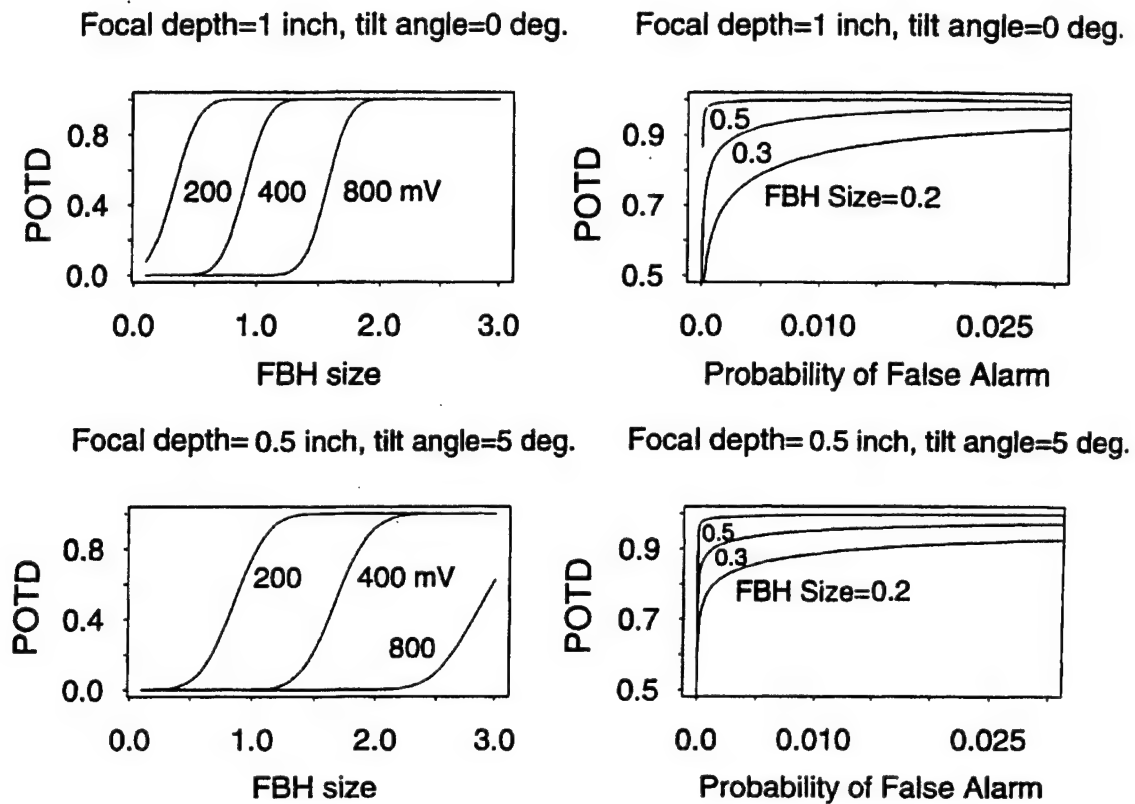 Focal depth=1 inch, tilt angle=0 deg.
POTD
0.8
0.4
0.0
200
400
800 mV
0.0
1.0
2.0
3.0
FBH size
Focal depth=1 inch, tilt angle=0 deg.
POTD
0.9
0.7
0.5
0.5
0.3
FBH Size=0.2
0.0
0.010
0.025
Probability of False Alarm
Focal depth= 0.5 inch, tilt angle=5 deg.
POTD
0.8
0.4
0.0
200
400 mV
800
0.0
1.0
2.0
3.0
FBH size
Focal depth= 0.5 inch, tilt angle=5 deg.
POTD
0.9
0.7
0.5
0.5
0.3
FBH Size=0.2
0.0
0.010
0.025
Probability of False Alarm